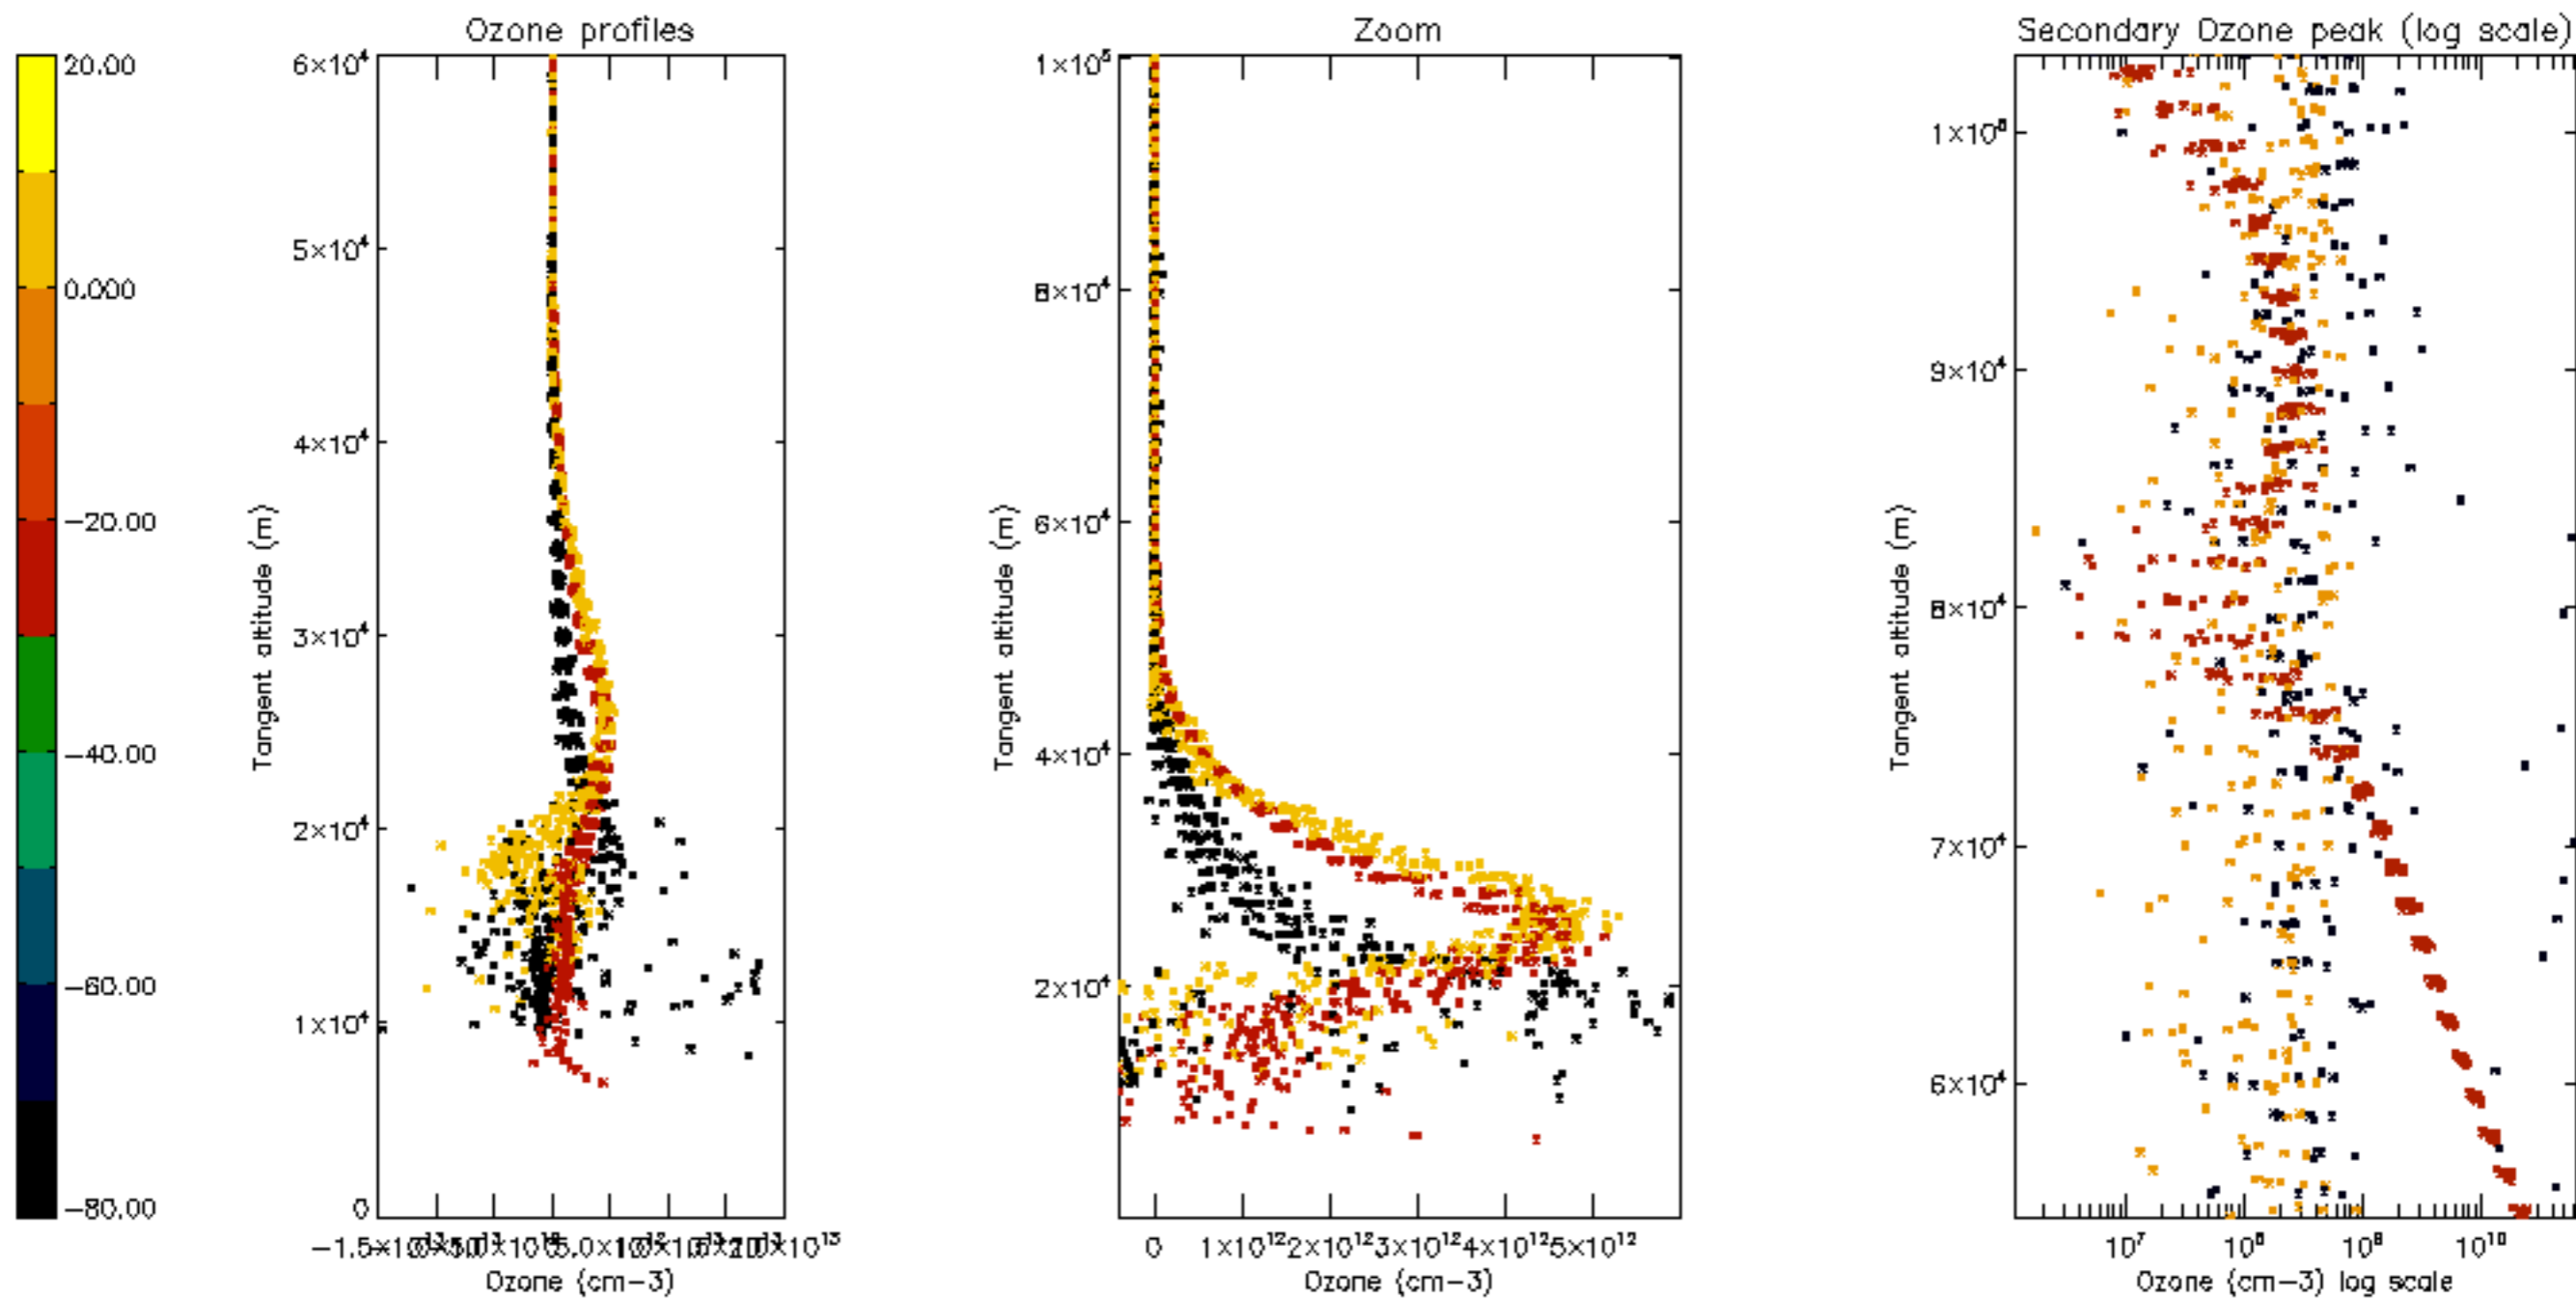 Ozone profiles
Zoom
Secondary Ozone peak (log scale)
20.00
0.000
−20.00
−40.00
−60.00
−80.00
6×10⁴
5×10⁴
4×10⁴
3×10⁴
2×10⁴
1×10⁴
0
Tangent altitude (m)
Ozone (cm−3)
1×10⁵
8×10⁴
6×10⁴
4×10⁴
2×10⁴
Tangent altitude (m)
0 1×10¹² 2×10¹² 3×10¹² 4×10¹² 5×10¹²
Ozone (cm−3)
9×10⁴
8×10⁴
7×10⁴
6×10⁴
Tangent altitude (m)
10⁷ 10⁸ 10⁹ 10¹⁰
Ozone (cm−3) log scale